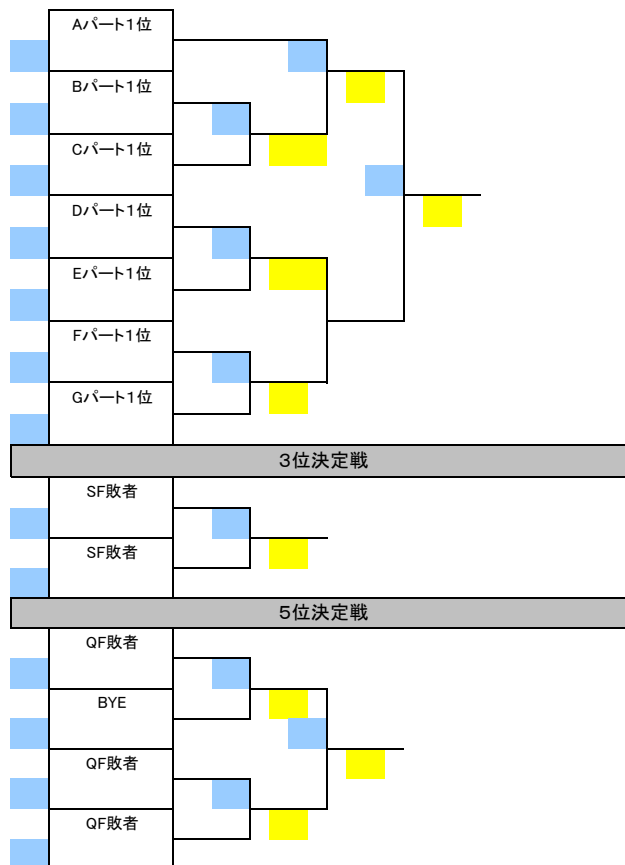 Aパート1位
Bパート1位
Cパート1位
Dパート1位
Eパート1位
Fパート1位
Gパート1位
３位決定戦
SF敗者
SF敗者
５位決定戦
QF敗者
BYE
QF敗者
QF敗者